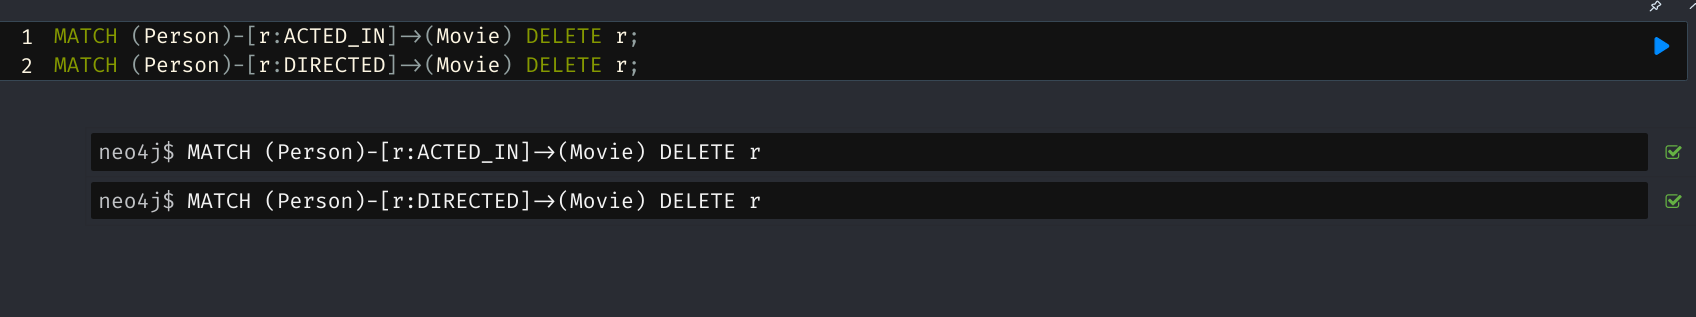 1 MATCH (Person)-[r:ACTED_IN]->(Movie) DELETE r;
2 MATCH (Person)-[r:DIRECTED]->(Movie) DELETE r;
neo4j$ MATCH (Person)-[r:ACTED_IN]->(Movie) DELETE r
neo4j$ MATCH (Person)-[r:DIRECTED]->(Movie) DELETE r